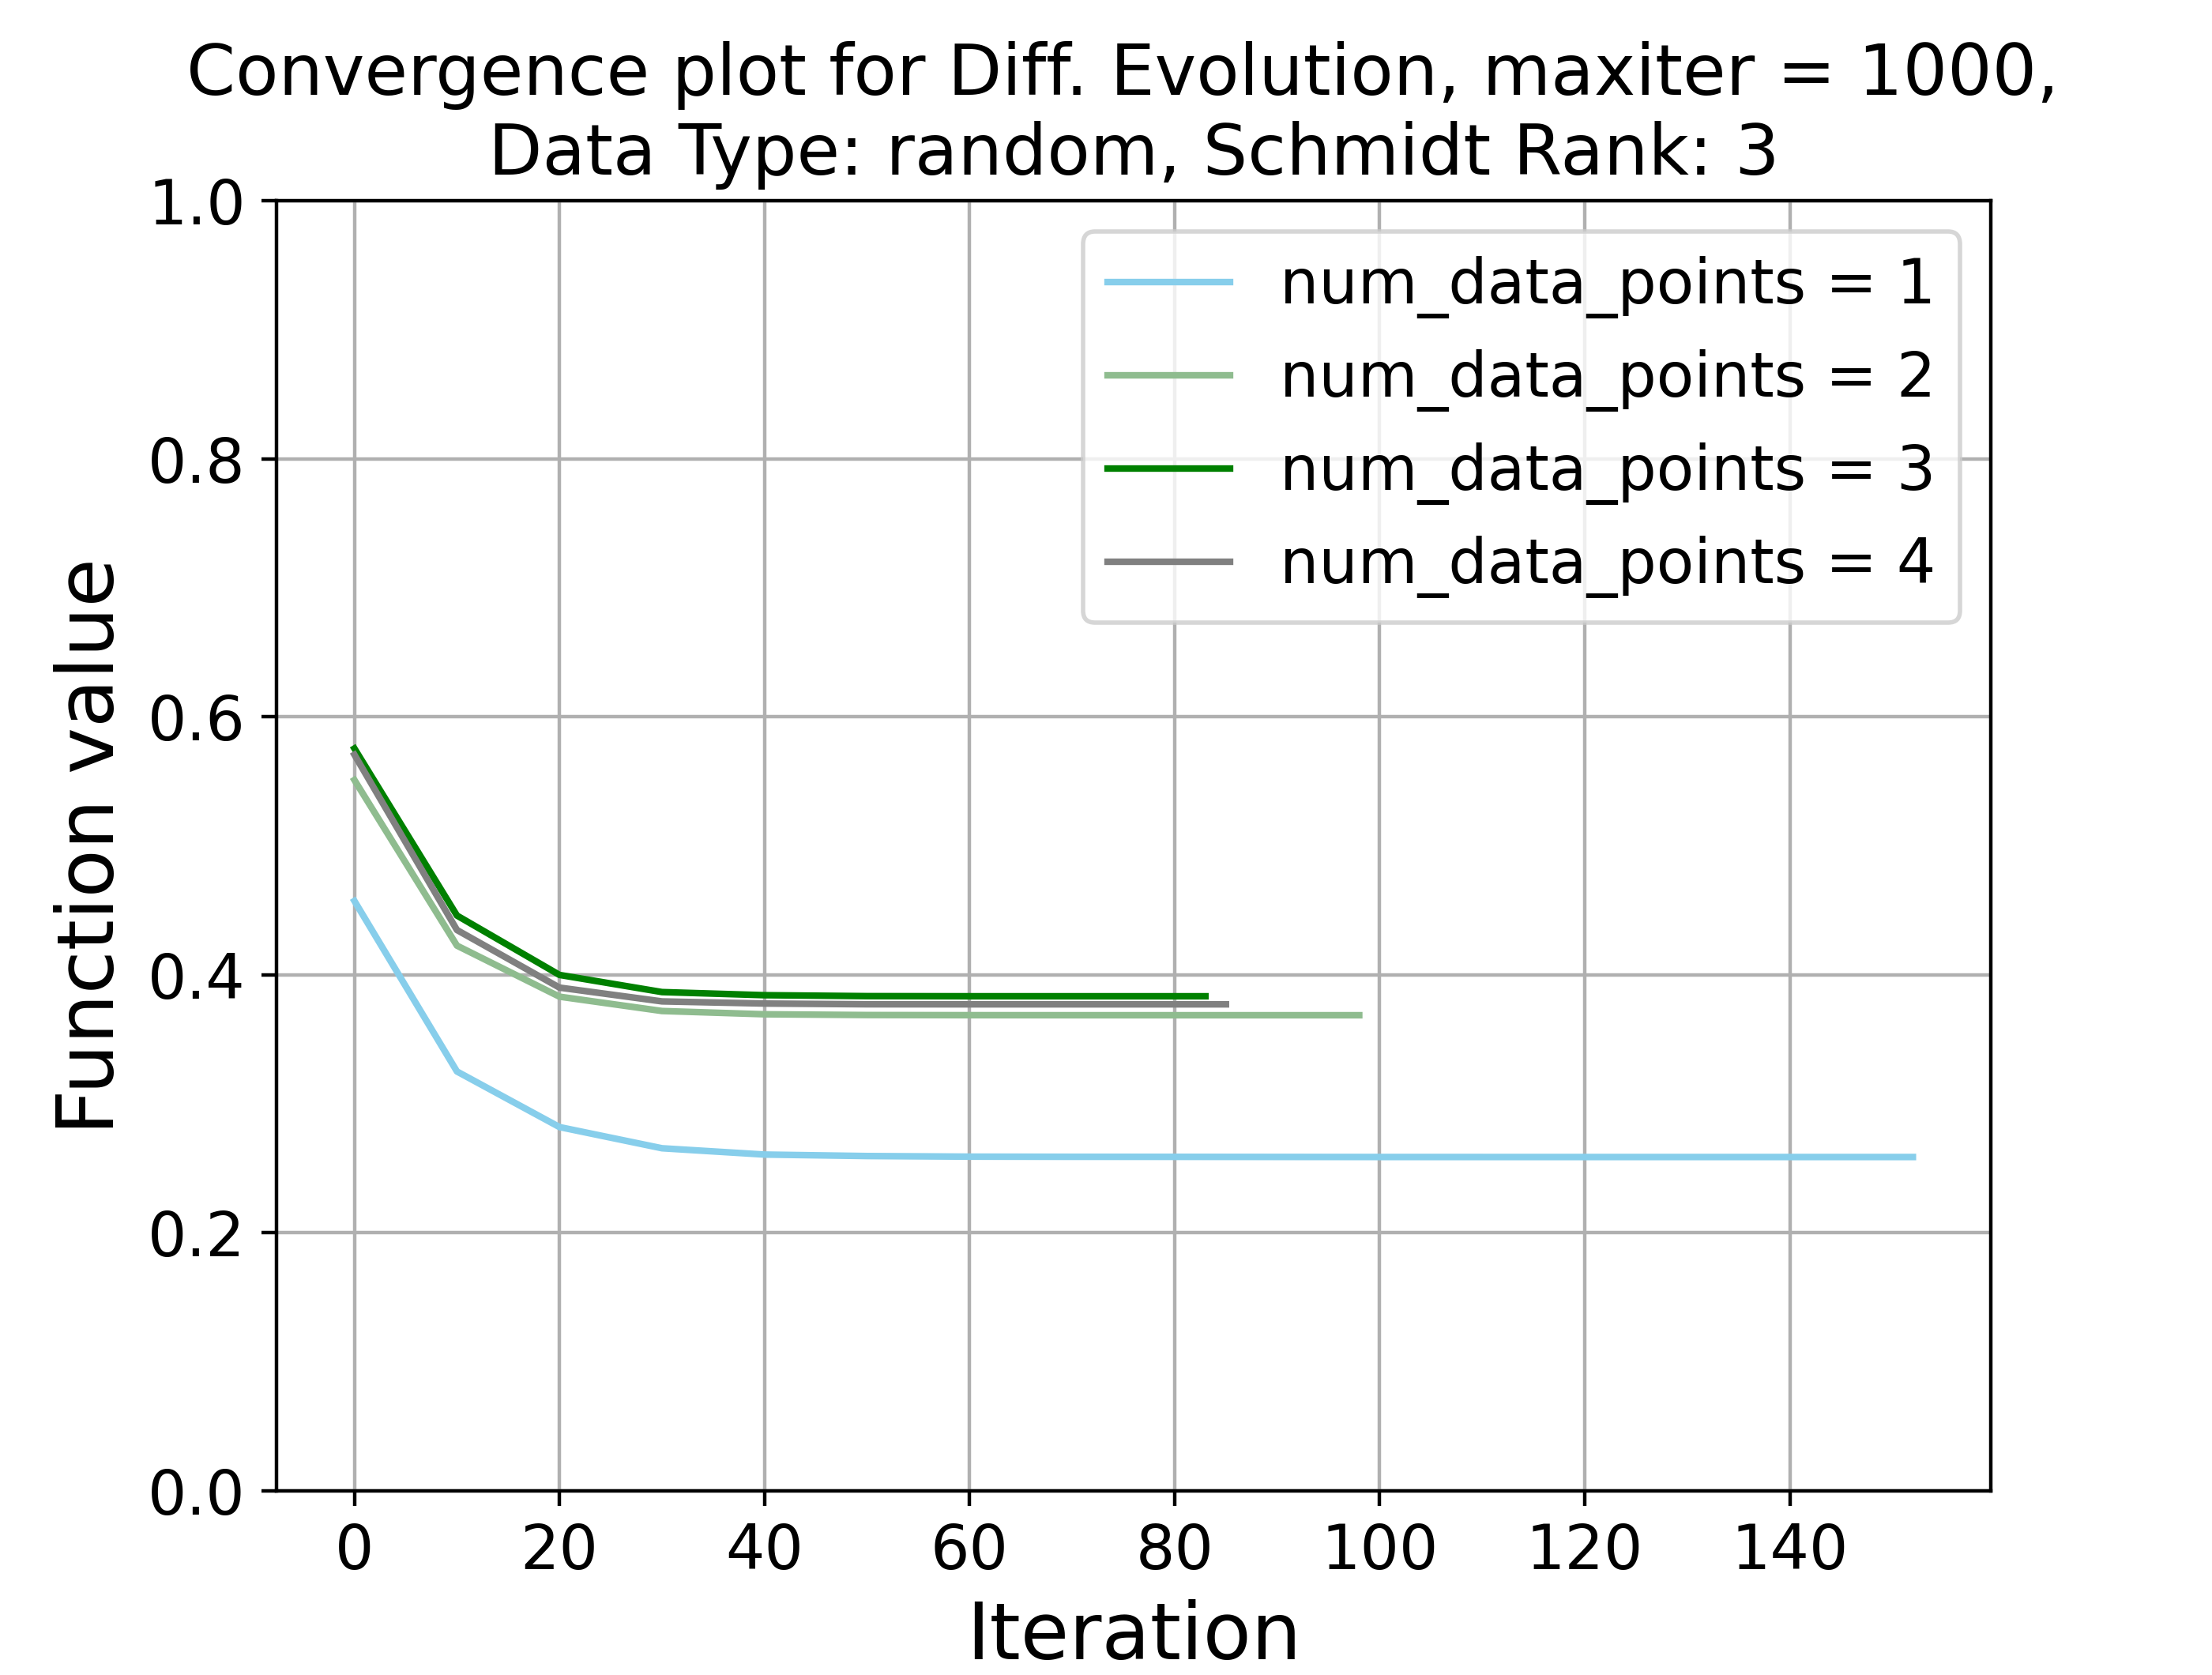 Convergence plot for Diff. Evolution, maxiter = 1000,
Data Type: random, Schmidt Rank: 3
1.0
0.8
0.6
0.4
0.2
0.0
Function value
num_data_points = 1
num_data_points = 2
num_data_points = 3
num_data_points = 4
0 20 40 60 80 100 120 140
Iteration